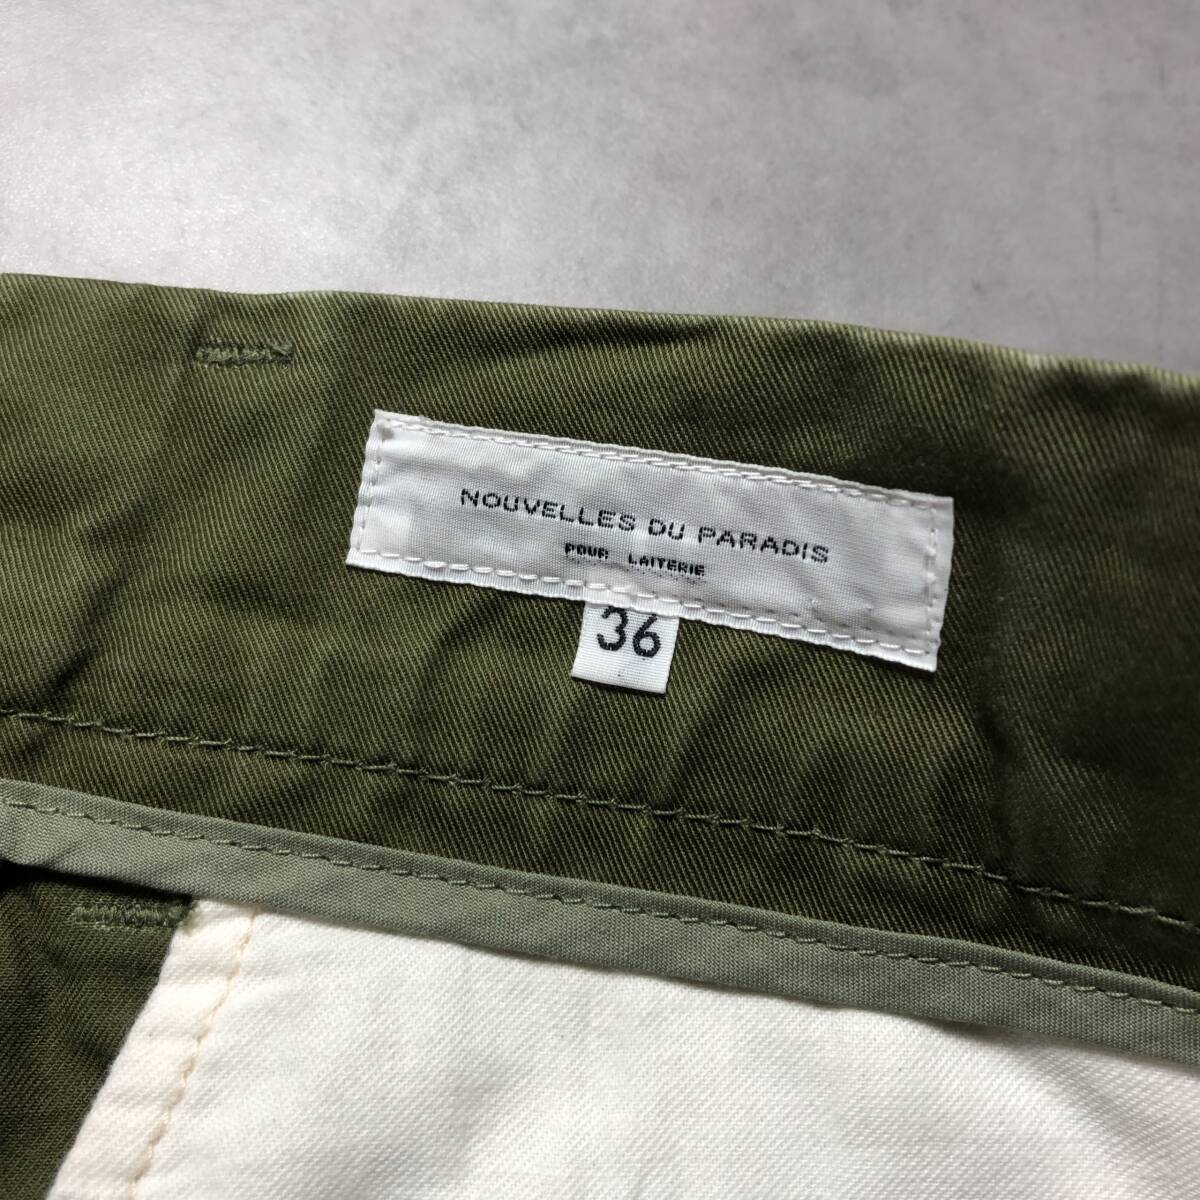 NOUVELLES DU PARADIS
POUR LAITERIE
36